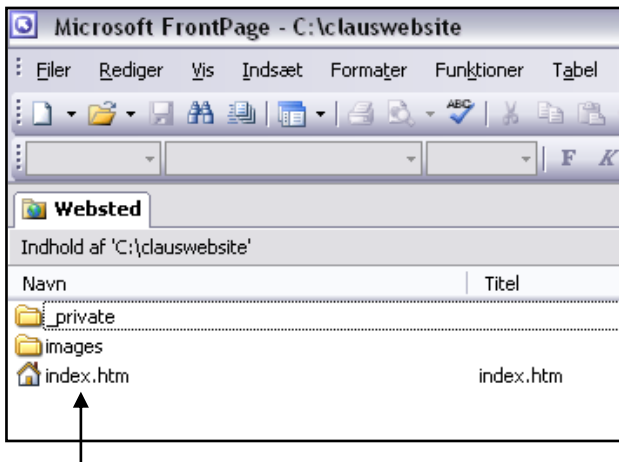 Microsoft FrontPage - C:\clauswebsite
Filer Rediger Vis Indsæt Formater Funktioner Tabel
ABC
F K
Websted
Indhold af 'C:\clauswebsite'
Navn Titel
_private
images
index.htm index.htm